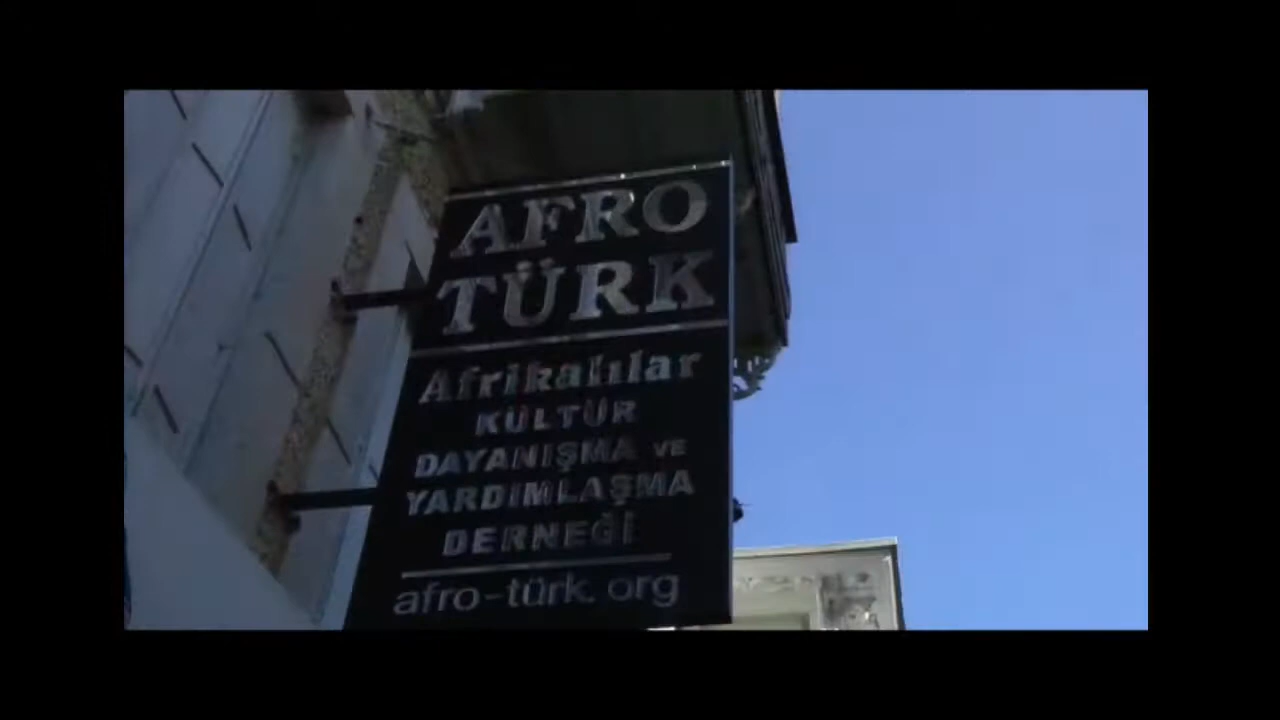 AFRO
TÜRK
Afrikalılar
KÜLTÜR
DAYANIŞMA VE
YARDIMLAŞMA
DERNEĞİ
afro-türk.org